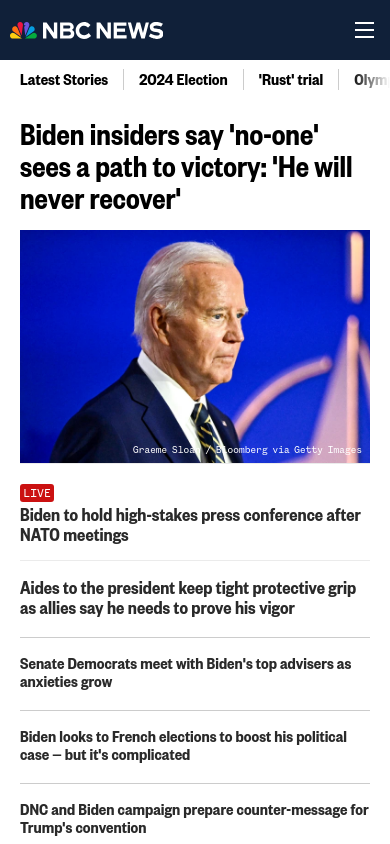 NBC NEWS
Latest Stories
2024 Election
'Rust' trial
Olym
Biden insiders say 'no-one'
sees a path to victory: 'He will
never recover'
Graeme Sloan / Bloomberg via Getty Images
LIVE
Biden to hold high-stakes press conference after
NATO meetings
Aides to the president keep tight protective grip
as allies say he needs to prove his vigor
Senate Democrats meet with Biden's top advisers as
anxieties grow
Biden looks to French elections to boost his political
case — but it's complicated
DNC and Biden campaign prepare counter-message for
Trump's convention